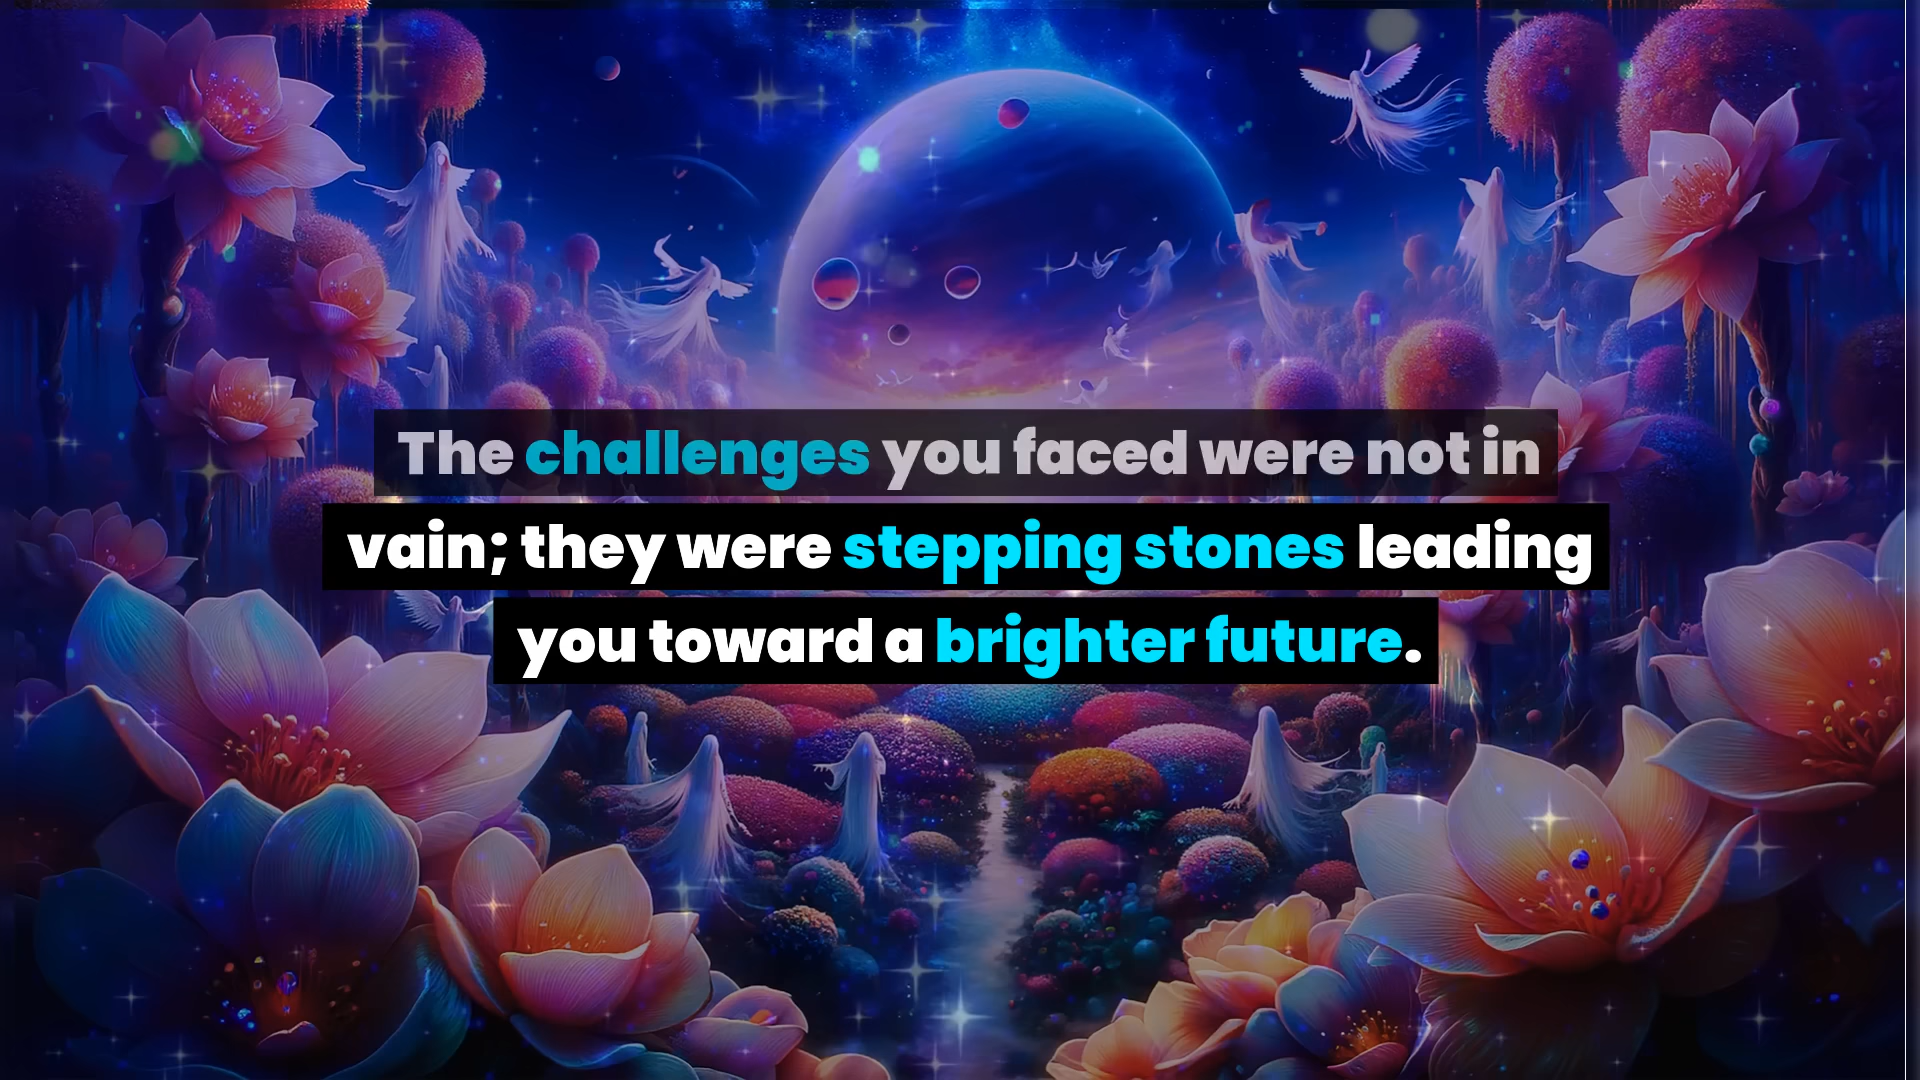 The challenges you faced were not in
vain; they were stepping stones leading
you toward a brighter future.